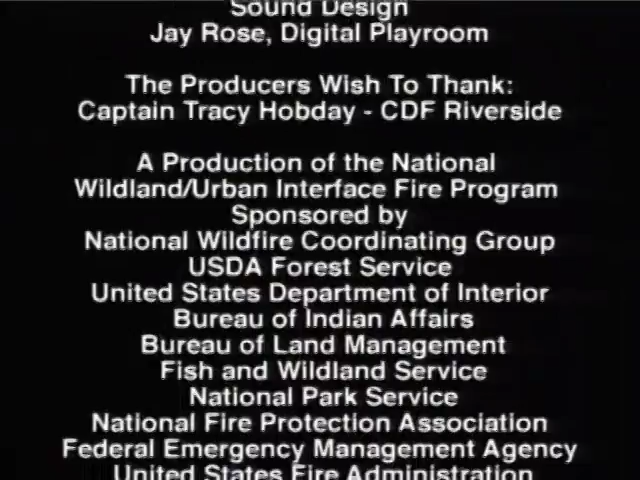 Sound Design
Jay Rose, Digital Playroom
The Producers Wish To Thank:
Captain Tracy Hobday - CDF Riverside
A Production of the National
Wildland/Urban Interface Fire Program
Sponsored by
National Wildfire Coordinating Group
USDA Forest Service
United States Department of Interior
Bureau of Indian Affairs
Bureau of Land Management
Fish and Wildland Service
National Park Service
National Fire Protection Association
Federal Emergency Management Agency
United States Fire Administration